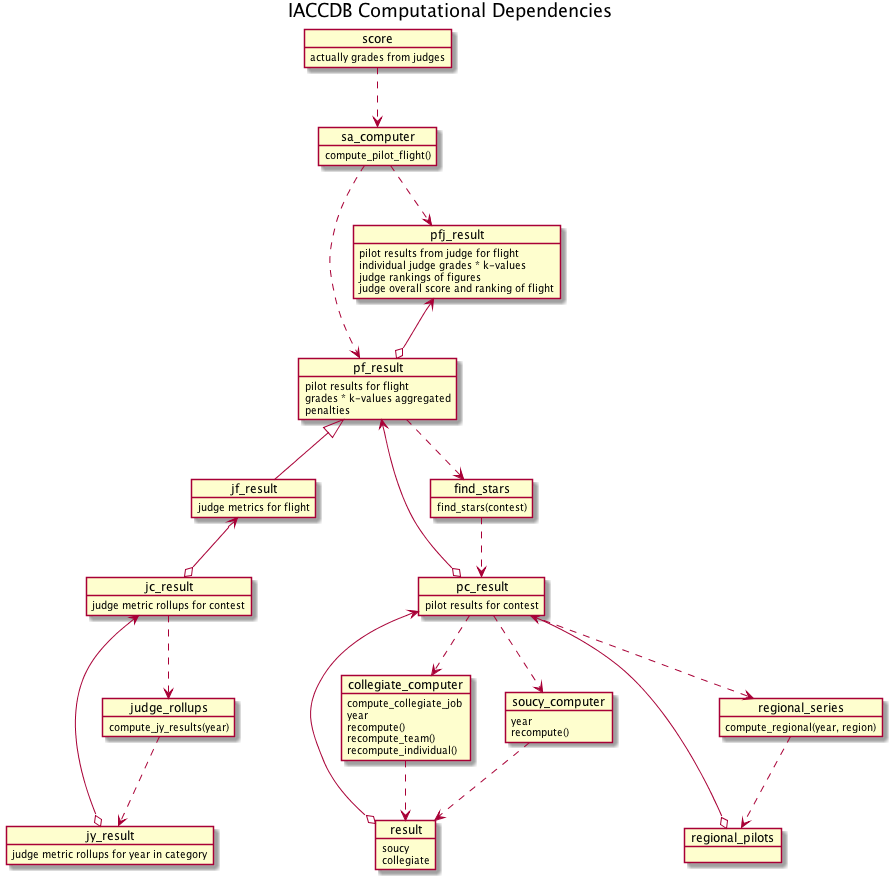 IACCDB Computational Dependencies
score
actually grades from judges
sa_computer
compute_pilot_flight()
pfj_result
pilot results from judge for flight
individual judge grades * k-values
judge rankings of figures
judge overall score and ranking of flight
pf_result
pilot results for flight
grades * k-values aggregated
penalties
jf_result
judge metrics for flight
find_stars
find_stars(contest)
jc_result
judge metric rollups for contest
pc_result
pilot results for contest
judge_rollups
compute_jy_results(year)
collegiate_computer
compute_collegiate_job
year
recompute()
recompute_team()
recompute_individual()
soucy_computer
year
recompute()
regional_series
compute_regional(year, region)
jy_result
judge metric rollups for year in category
result
soucy
collegiate
regional_pilots